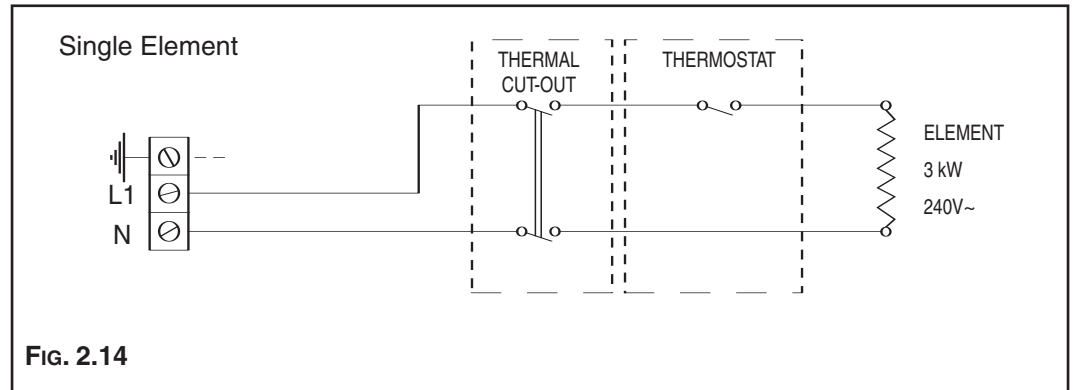 Single Element
THERMAL
CUT-OUT
THERMOSTAT
L1
N
ELEMENT
3 kW
240V~
FIG. 2.14